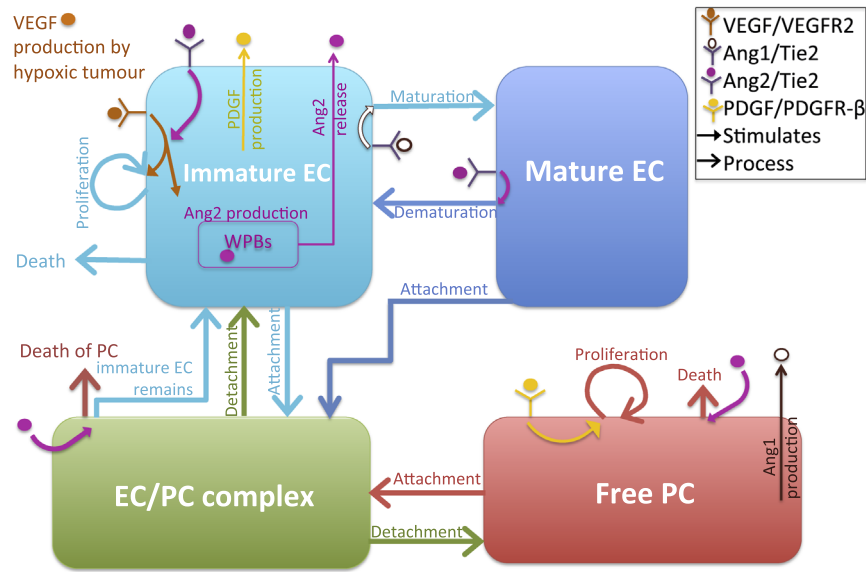 VEGF
production by
hypoxic tumour
VEGF/VEGFR2
Ang1/Tie2
Ang2/Tie2
PDGF/PDGFR-β
Stimulates
Process
PDGF
production
Ang2
release
Maturation
Immature EC
Mature EC
Proliferation
Ang2 production
WPBs
Dematuration
Death
Attachment
Death of PC
immature EC
remains
Detachment
Attachment
Proliferation
Death
Ang1
production
EC/PC complex
Attachment
Free PC
Detachment